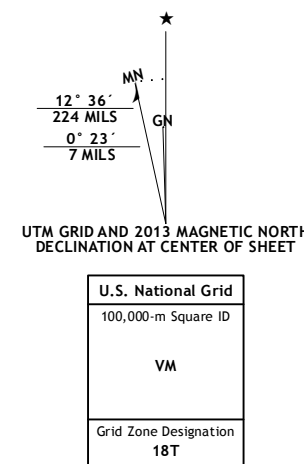 ★
MN
12° 36´
224 MILS
GN
0° 23´
7 MILS
UTM GRID AND 2013 MAGNETIC NORTH
DECLINATION AT CENTER OF SHEET
U.S. National Grid
100,000-m Square ID
VM
Grid Zone Designation
18T